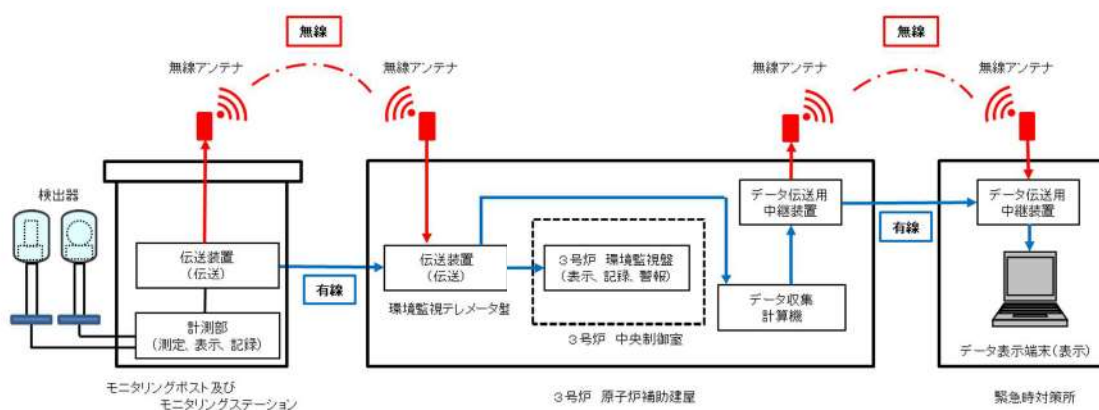 無線
無線
無線アンテナ
無線アンテナ
無線アンテナ
無線アンテナ
検出器
伝送装置
(伝送)
有線
計測部
(測定、表示、記録)
モニタリングポスト及び
モニタリングステーション
伝送装置
(伝送)
環境監視テレメータ盤
3号炉 環境監視盤
(表示、記録、警報)
3号炉 中央制御室
データ伝送用
中継装置
データ収集
計算機
3号炉 原子炉補助建屋
有線
データ伝送用
中継装置
データ表示端末(表示)
緊急時対策所